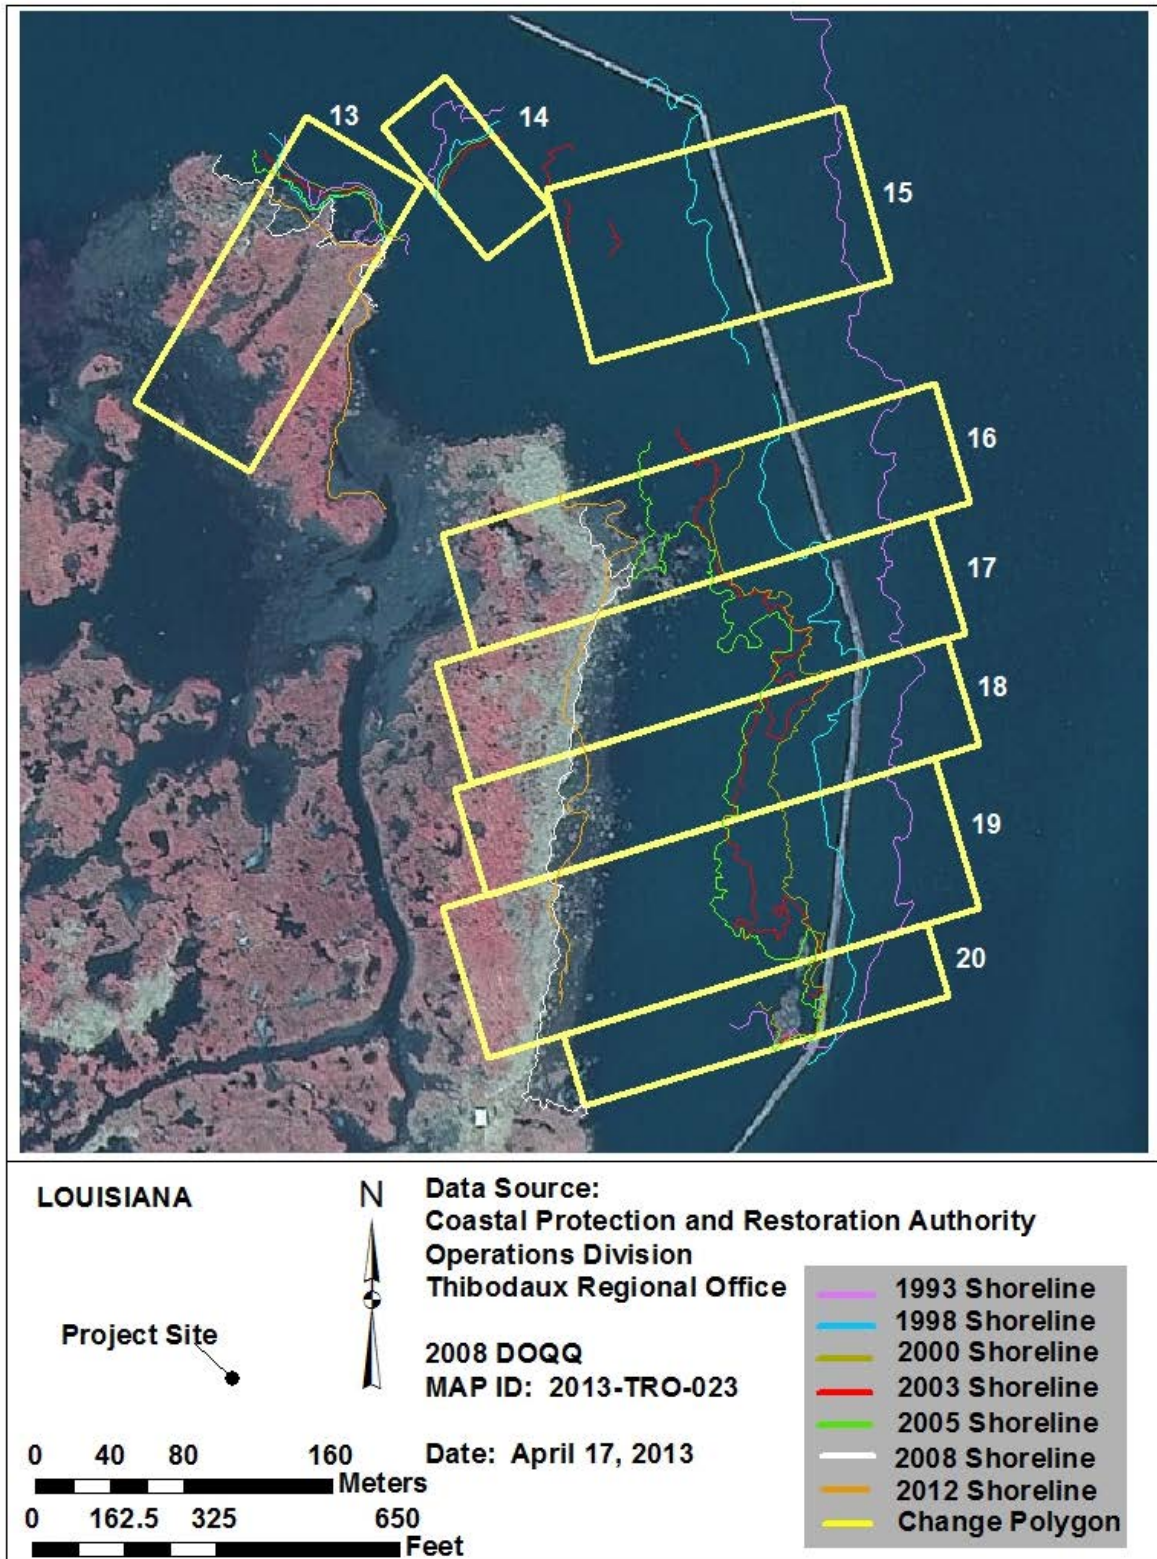 13
14
15
16
17
18
19
20
LOUISIANA
N
Data Source:
Coastal Protection and Restoration Authority
Operations Division
Thibodaux Regional Office
Project Site
2008 DOQQ
MAP ID: 2013-TRO-023
Date: April 17, 2013
0 40 80 160
Meters
0 162.5 325 650
Feet
1993 Shoreline
1998 Shoreline
2000 Shoreline
2003 Shoreline
2005 Shoreline
2008 Shoreline
2012 Shoreline
Change Polygon